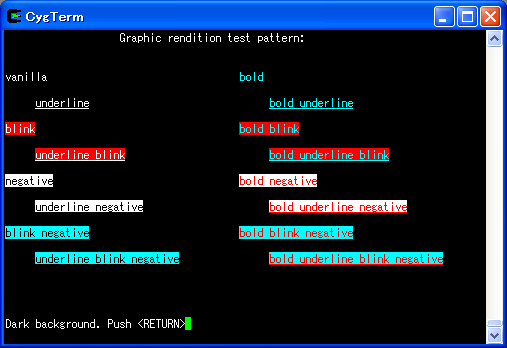 CygTerm
Graphic rendition test pattern:
vanilla bold
underline bold underline
blink bold blink
underline blink bold underline blink
negative bold negative
underline negative bold underline negative
blink negative bold blink negative
underline blink negative bold underline blink negative
Dark background. Push <RETURN>